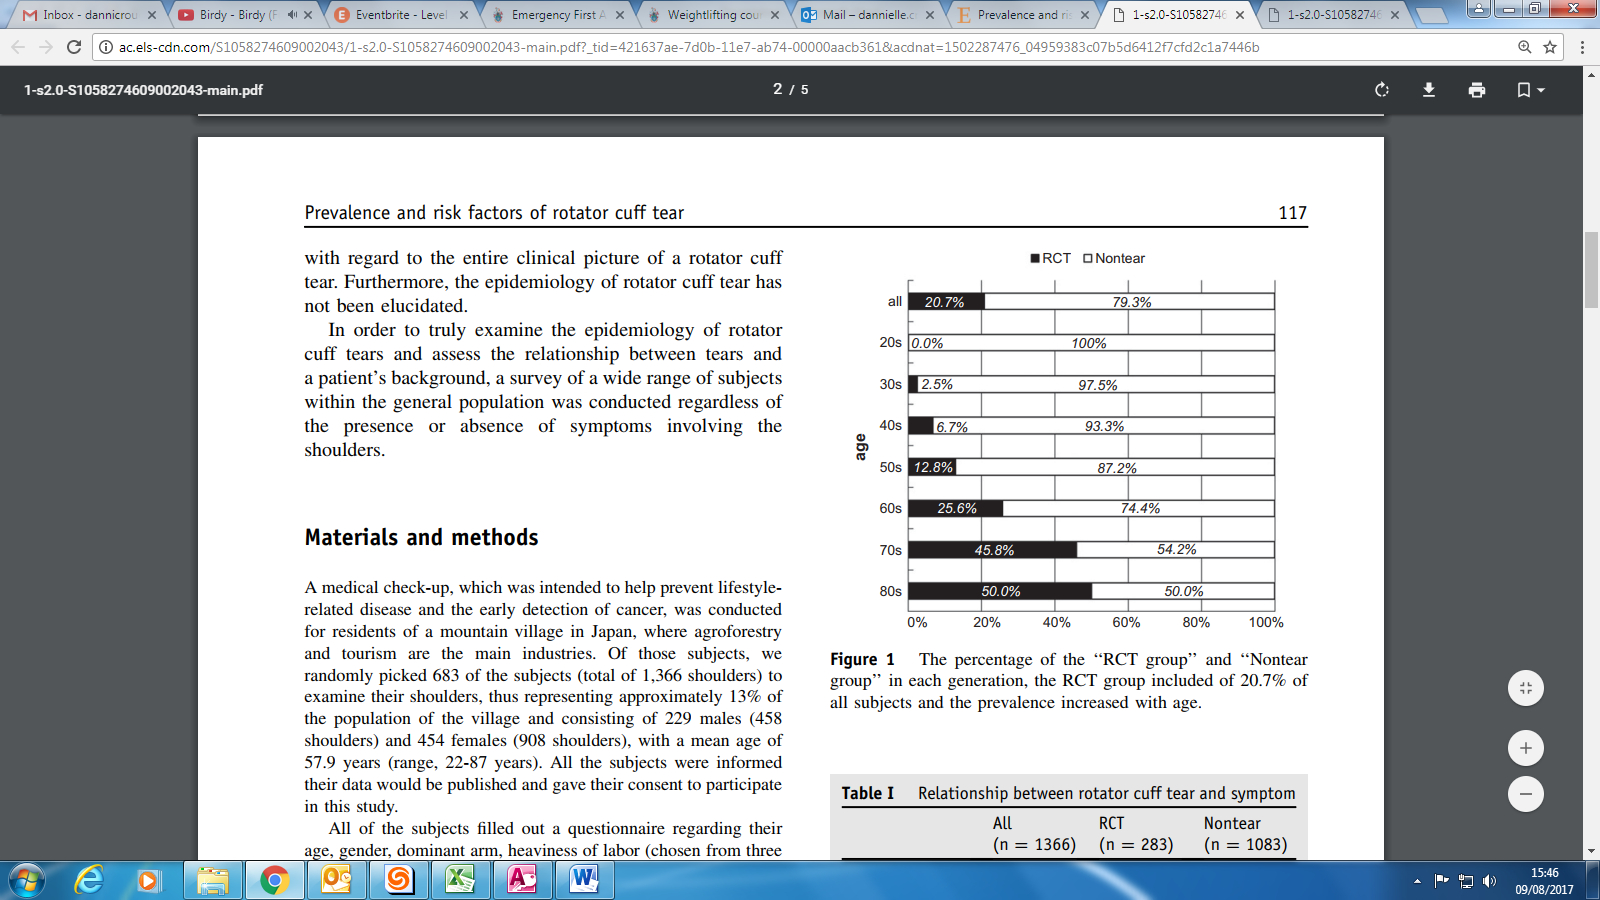 Inbox - dannicrou
Birdy - Birdy (F
Eventbrite - Level
Emergency First A
Weightlifting cou
Mail – dannielle.c
Prevalence and ri
1-s2.0-S10582746
1-s2.0-S10582746
ac.els-cdn.com/S1058274609002043/1-s2.0-S1058274609002043-main.pdf?_tid=421637ae-7d0b-11e7-ab74-00000aacb361&acdnat=1502287476_04959383c07b5d6412f7cfd2c1a7446b
1-s2.0-S1058274609002043-main.pdf
2 / 5
Prevalence and risk factors of rotator cuff tear
117
with regard to the entire clinical picture of a rotator cuff
tear. Furthermore, the epidemiology of rotator cuff tear has
not been elucidated.
In order to truly examine the epidemiology of rotator
cuff tears and assess the relationship between tears and
a patient's background, a survey of a wide range of subjects
within the general population was conducted regardless of
the presence or absence of symptoms involving the
shoulders.
Materials and methods
A medical check-up, which was intended to help prevent lifestyle-
related disease and the early detection of cancer, was conducted
for residents of a mountain village in Japan, where agroforestry
and tourism are the main industries. Of those subjects, we
randomly picked 683 of the subjects (total of 1,366 shoulders) to
examine their shoulders, thus representing approximately 13% of
the population of the village and consisting of 229 males (458
shoulders) and 454 females (908 shoulders), with a mean age of
57.9 years (range, 22-87 years). All the subjects were informed
their data would be published and gave their consent to participate
in this study.
All of the subjects filled out a questionnaire regarding their
age, gender, dominant arm, heaviness of labor (chosen from three
RCT Nontear
age
all 20.7% 79.3%
20s 0.0% 100%
30s 2.5% 97.5%
40s 6.7% 93.3%
50s 12.8% 87.2%
60s 25.6% 74.4%
70s 45.8% 54.2%
80s 50.0% 50.0%
0% 20% 40% 60% 80% 100%
Figure 1 The percentage of the ‘‘RCT group’’ and ‘‘Nontear
group’’ in each generation, the RCT group included of 20.7% of
all subjects and the prevalence increased with age.
Table I Relationship between rotator cuff tear and symptom
All RCT Nontear
(n = 1366) (n = 283) (n = 1083)
15:46
09/08/2017